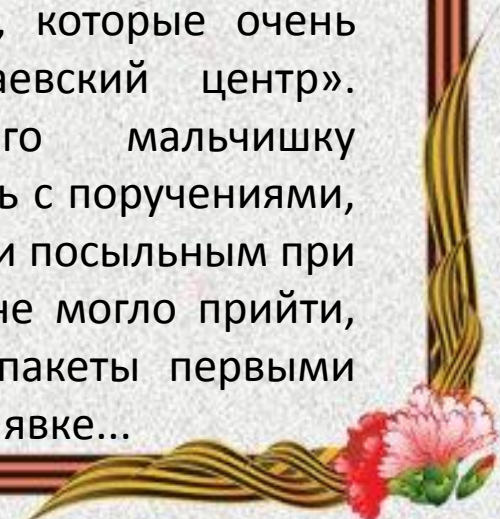 , которые очень
аевский центр».
го мальчишку
ь с поручениями,
и посыльным при
не могло прийти,
пакеты первыми
явке...